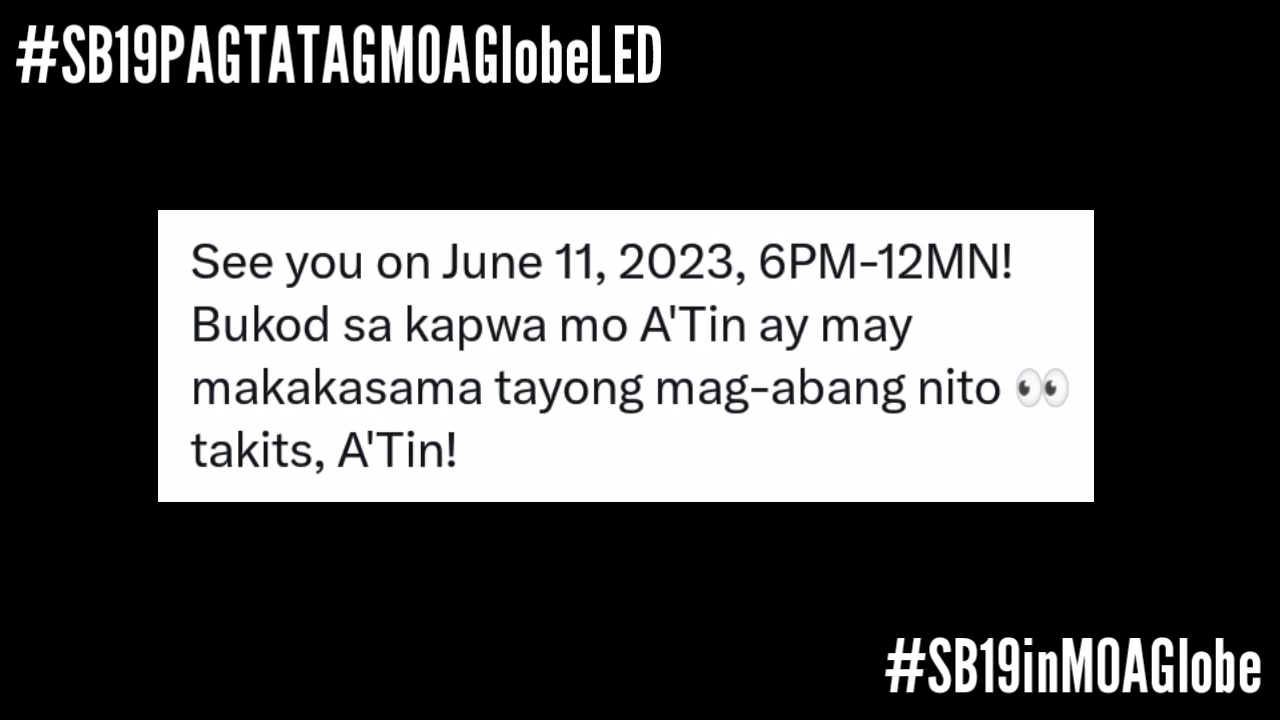 #SB19PAGTATAGMOAGlobeLED
See you on June 11, 2023, 6PM-12MN!
Bukod sa kapwa mo A'Tin ay may
makakasama tayong mag-abang nito 👀
takits, A'Tin!
#SB19inMOAGlobe